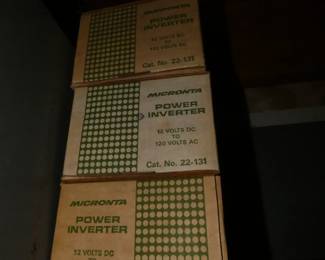 MICRONTA
POWER
INVERTER
12 VOLTS DC
TO
120 VOLTS AC
Cat. No. 22-131
MICRONTA
POWER
INVERTER
12 VOLTS DC
TO
120 VOLTS AC
Cat. No. 22-131
MICRONTA
POWER
INVERTER
12 VOLTS DC